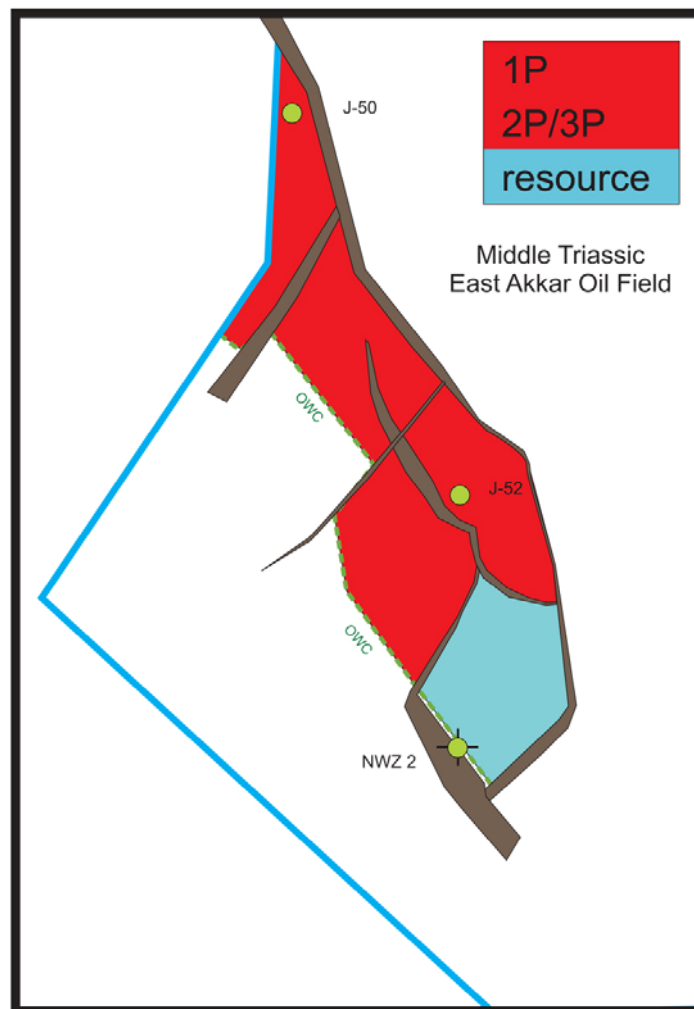 1P
2P/3P
resource
J-50
Middle Triassic
East Akkar Oil Field
OWC
J-52
OWC
NWZ 2